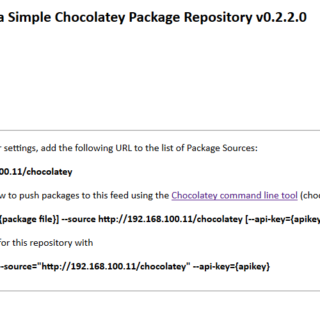 a Simple Chocolatey Package Repository v0.2.2.0
settings, add the following URL to the list of Package Sources:
00.11/chocolatey
w to push packages to this feed using the Chocolatey command line tool (choc
{package file}] --source http://192.168.100.11/chocolatey [--api-key={apikey
for this repository with
-source="http://192.168.100.11/chocolatey" --api-key={apikey}